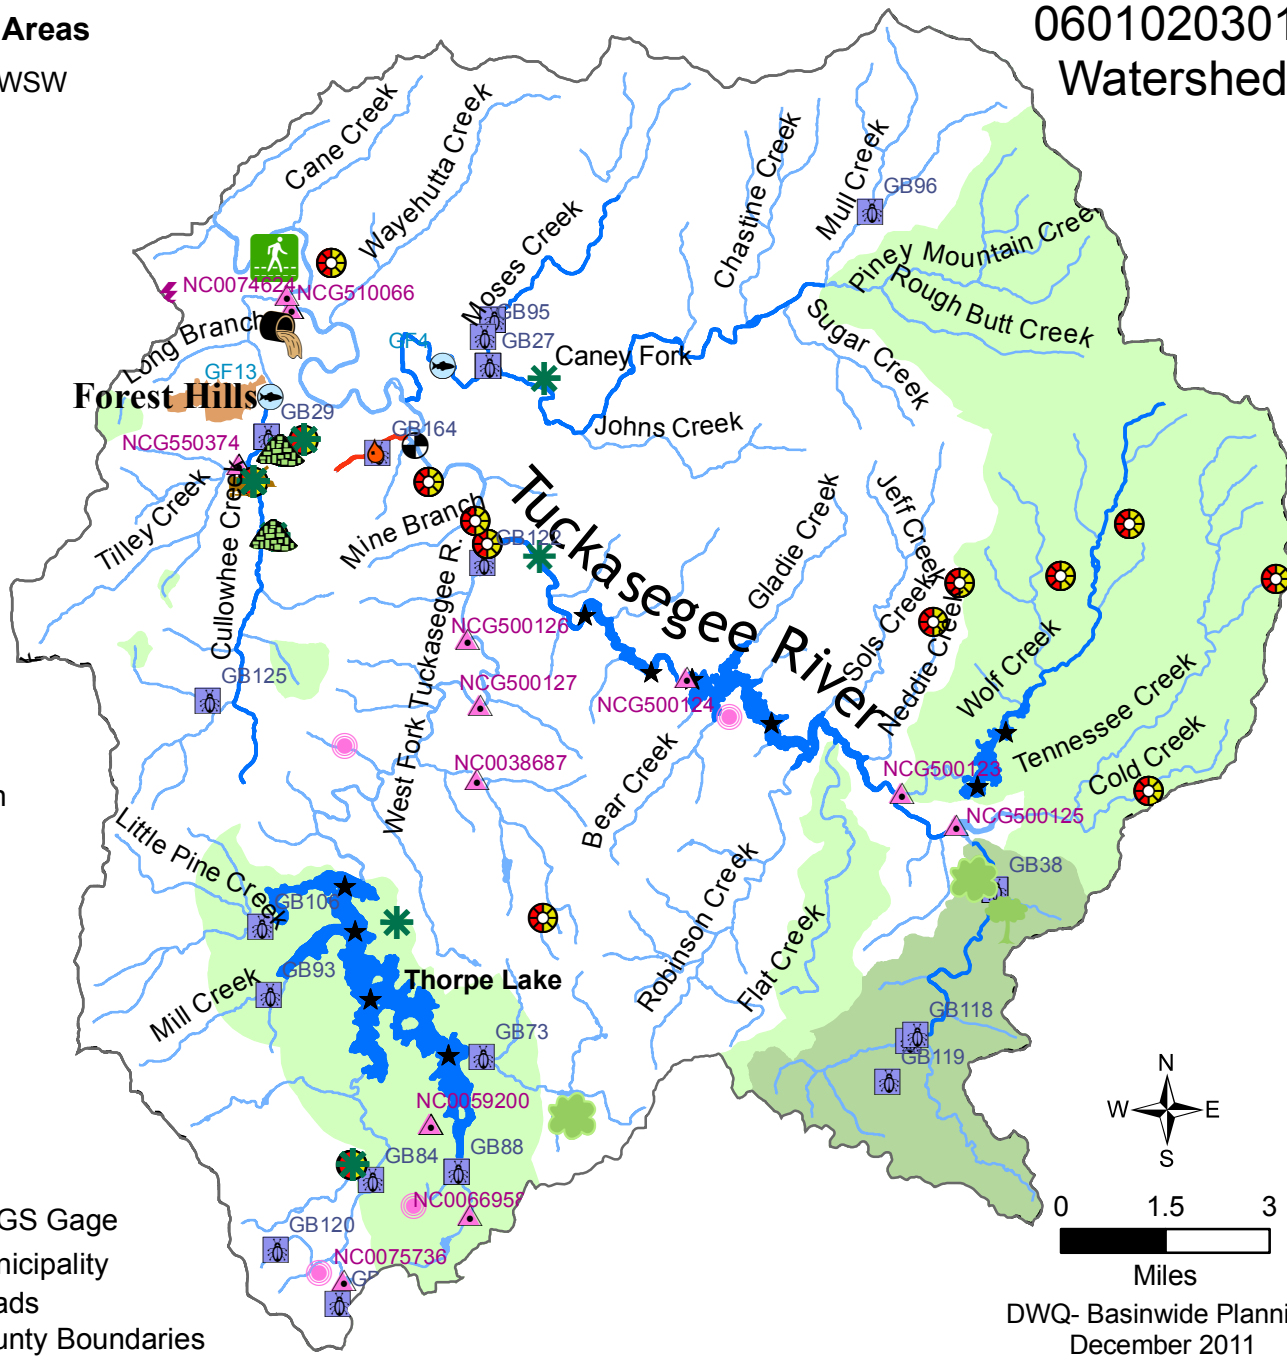 Areas
0601020301
Watershed
WSW
Cane Creek
Wayehutta Creek
Chastine Creek
Mull Creek
GB96
Moses Creek
Piney Mountain Cree
Rough Butt Creek
NC0074624
NCG510066
GB95
Sugar Creek
Long Branch
GF4
GB27
Caney Fork
GF13
Forest Hills
GB29
Johns Creek
GB164
NCG550374
Tuckasegee River
Tilley Creek
Mine Branch
GB122
Gladie Creek
Jeff Creek
Cullowhee Creek
West Fork Tuckasegee R.
Sols Creek
Neddie Creek
Wolf Creek
NCG500126
GB125
NCG500127
NCG500124
Tennessee Creek
Cold Creek
NC0038687
NCG500123
Bear Creek
n
NCG500125
Little Pine Creek
GB38
Robinson Creek
Flat Creek
Mill Creek
GB93
Thorpe Lake
GB118
GB73
GB119
N
W
E
S
NC0059200
GB84
GB88
NC0066958
GB120
0
1.5
3
GS Gage
NC0075736
nicipality
Miles
ads
DWQ- Basinwide Planni
unty Boundaries
December 2011